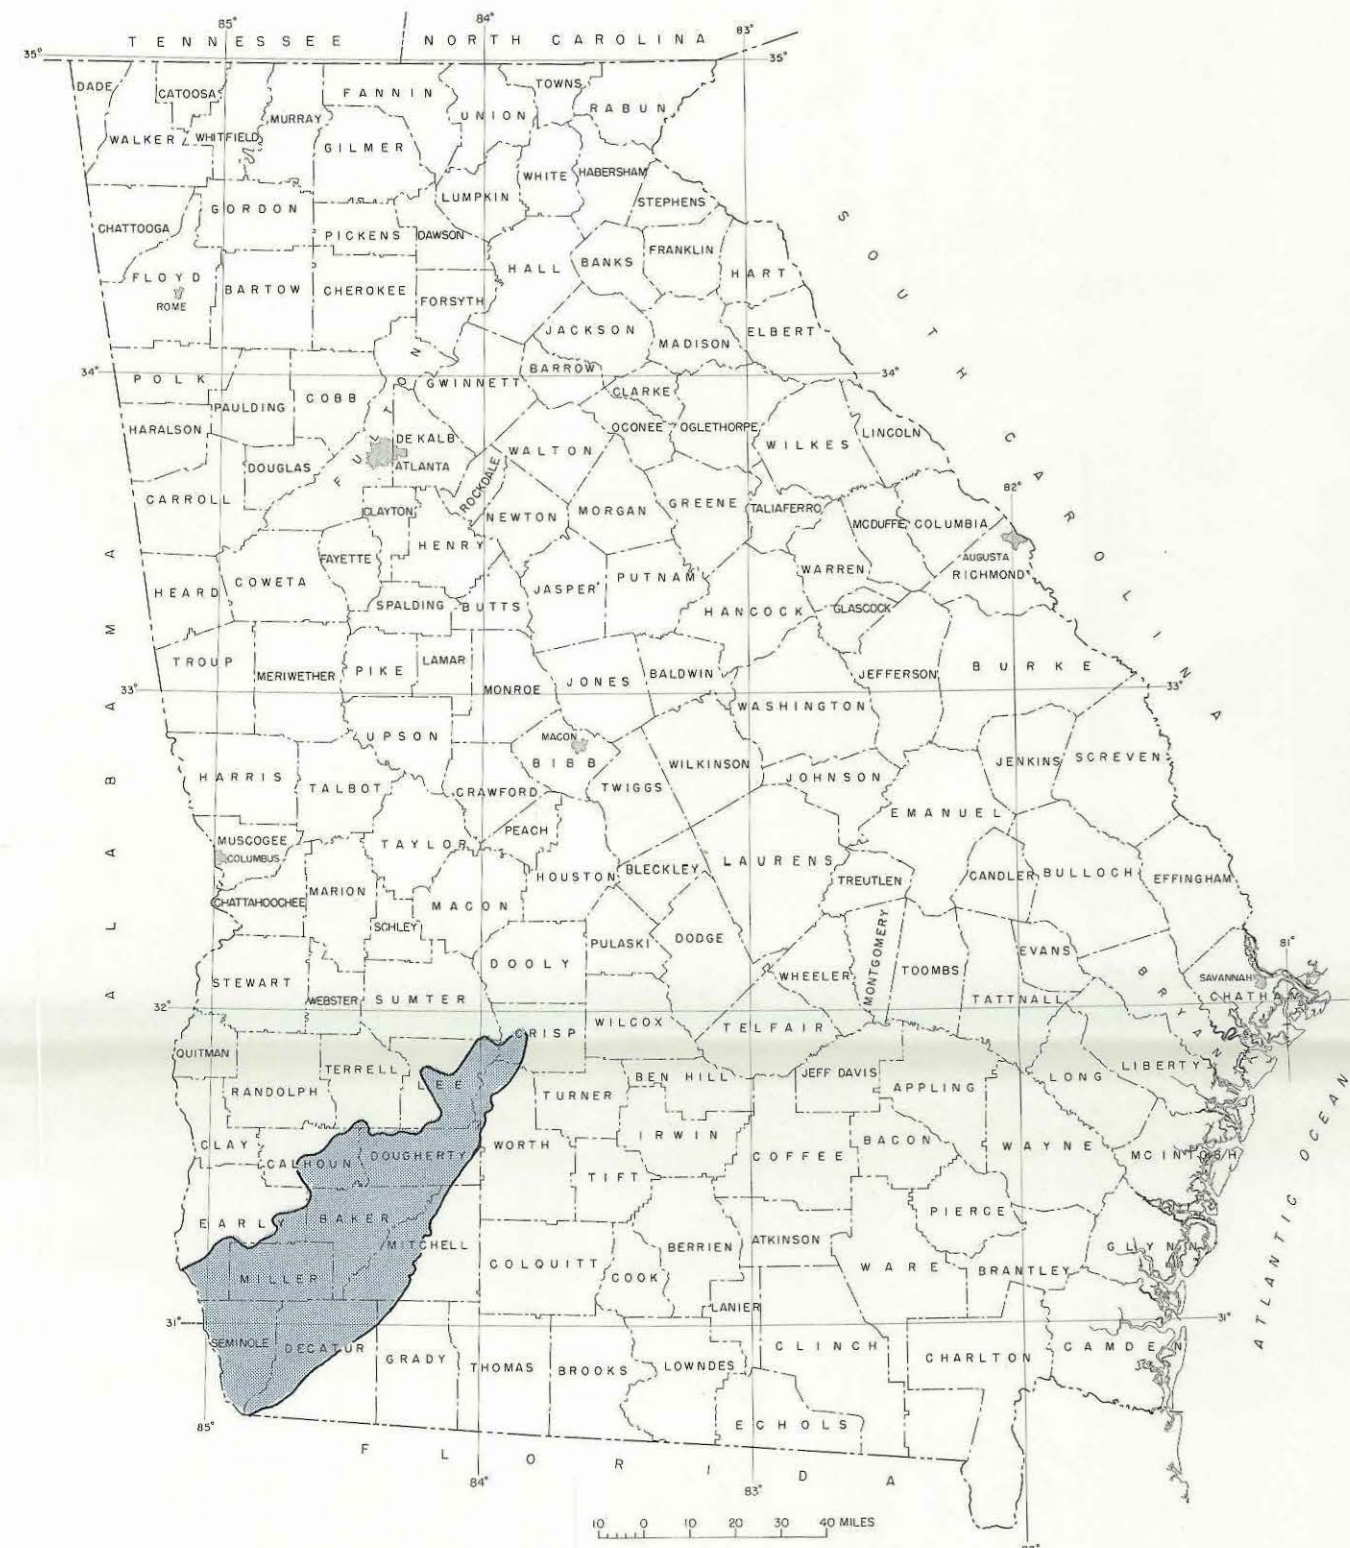 85°
84°
83°
TENNESSEE
NORTH CAROLINA
35°
35°
DADE
CATOOSA
FANNIN
TOWNS
RABUN
UNION
MURRAY
WALKER
WHITFIELD
GILMER
WHITE
HABERSHAM
LUMPKIN
STEPHENS
GORDON
CHATTOOGA
PICKENS
DAWSON
FRANKLIN
HALL
BANKS
HART
FLOYD
BARTOW
CHEROKEE
FORSYTH
ROME
JACKSON
ELBERT
MADISON
SOUTH CAROLINA
34°
34°
POLK
BARROW
GWINNETT
CLARKE
COBB
PAULDING
HARALSON
FULTON
DE KALB
OCONEE
OGLETHORPE
WILKES
LINCOLN
WALTON
DOUGLAS
ATLANTA
CARROLL
ROCKDALE
82°
CLAYTON
NEWTON
MORGAN
GREENE
TALIAFERRO
MCDUFFE
COLUMBIA
HENRY
FAYETTE
AUGUSTA
RICHMOND
WARREN
HEARD
COWETA
JASPER
PUTNAM
SPALDING
BUTTS
HANCOCK
GLASCOCK
ALABAMA
TROUP
MERIWETHER
PIKE
LAMAR
MONROE
JONES
BALDWIN
JEFFERSON
BURKE
33°
33°
WASHINGTON
UPSON
MACON
BIBB
WILKINSON
JENKINS
SCREVEN
HARRIS
TALBOT
CRAWFORD
TWIGGS
JOHNSON
EMANUEL
MUSCOGEE
COLUMBUS
TAYLOR
PEACH
HOUSTON
BLECKLEY
LAURENS
TREUTLEN
CANDLER
BULLOCH
EFFINGHAM
CHATTAHOOCHEE
MARION
MACON
SCHLEY
PULASKI
DODGE
MONTGOMERY
EVANS
81°
DOOLY
WHEELER
TOOMBS
BRYAN
SAVANNAH
STEWART
WEBSTER
SUMTER
TATTNALL
CHATHAM
32°
CRISP
WILCOX
TELFAIR
QUITMAN
TERRELL
LEE
BEN HILL
JEFF DAVIS
APPLING
LONG
LIBERTY
RANDOLPH
TURNER
CLAY
CALHOUN
DOUGHERTY
WORTH
IRWIN
COFFEE
BACON
WAYNE
MCINTOSH
TIFT
EARLY
BAKER
MITCHELL
PIERCE
ATKINSON
BERRIEN
COLQUITT
COOK
WARE
BRANTLEY
GLYNN
MILLER
LANIER
31°
31°
SEMINOLE
DECATUR
GRADY
THOMAS
BROOKS
LOWNDES
CLINCH
CHARLTON
CAMDEN
ECHOLS
ATLANTIC OCEAN
85°
FLORIDA
84°
83°
10 0 10 20 30 40 MILES